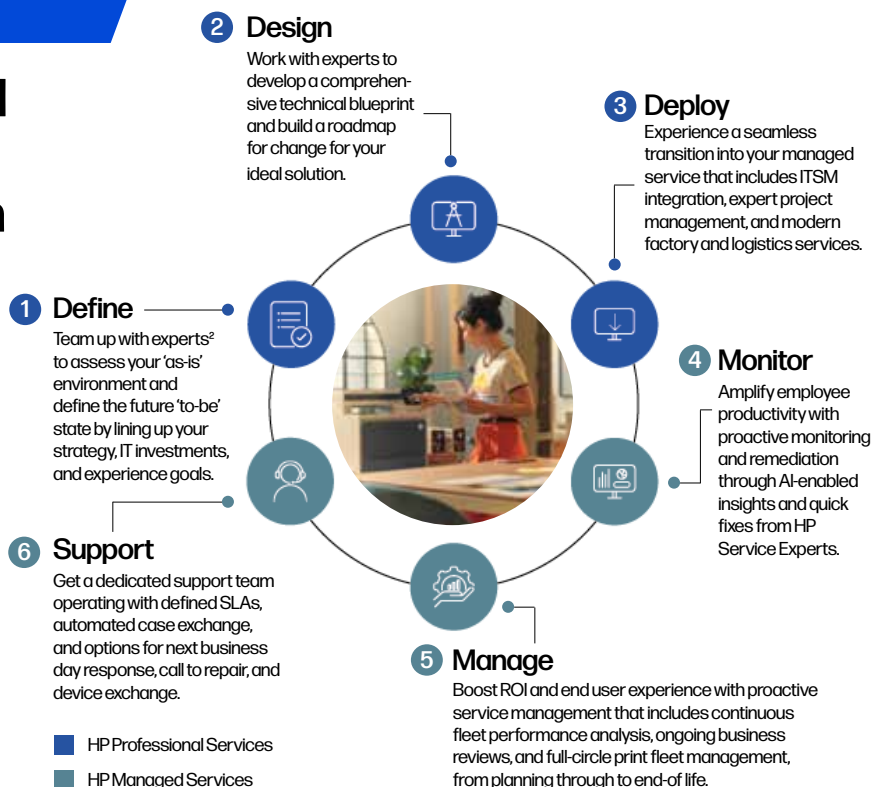 2 Design
Work with experts to
develop a comprehen-
sive technical blueprint
and build a roadmap
for change for your
ideal solution.
3 Deploy
Experience a seamless
transition into your managed
service that includes ITSM
integration, expert project
management, and modern
factory and logistics services.
1 Define
Team up with experts²
to assess your ‘as-is’
environment and
define the future ‘to-be’
state by lining up your
strategy, IT investments,
and experience goals.
4 Monitor
Amplify employee
productivity with
proactive monitoring
and remediation
through AI-enabled
insights and quick
fixes from HP
Service Experts.
6 Support
Get a dedicated support team
operating with defined SLAs,
automated case exchange,
and options for next business
day response, call to repair, and
device exchange.
5 Manage
Boost ROI and end user experience with proactive
service management that includes continuous
fleet performance analysis, ongoing business
reviews, and full-circle print fleet management,
from planning through to end-of life.
HP Professional Services
HP Managed Services